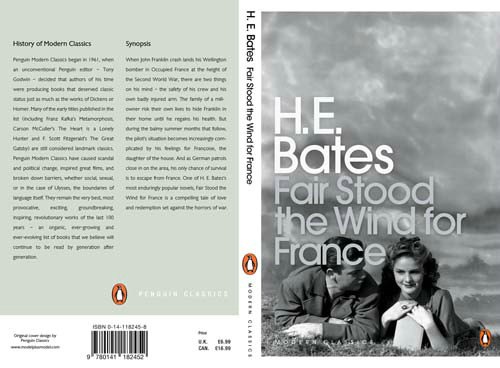 History of Modern Classics
Penguin Modern Classics began in 1961, when
an unconventional Penguin editor – Tony
Godwin – decided that authors of his time
were producing books that deserved classic
status just as much as the works of Dickens or
Homer. Many of the early titles published in the
list (including Franz Kafka's Metamorphosis,
Carson McCuller's The Heart is a Lonely
Hunter and F. Scott Fitzgerald's The Great
Gatsby) are still considered landmark classics.
Penguin Modern Classics have caused scandal
and political change, inspired great films, and
broken down barriers, whether social, sexual,
or in the case of Ulysses, the boundaries of
language itself. They remain the very best, most
provocative, exciting, groundbreaking,
inspiring, revolutionary works of the last 100
years – an organic, ever-growing and
ever-evolving list of books that we believe will
continue to be read by generation after
generation.
Synopsis
When John Franklin crash lands his Wellington
bomber in Occupied France at the height of
the Second World War, there are two things
on his mind – the safety of his crew and his
own badly injured arm. The family of a mill-
owner risk their own lives to hide Franklin in
their home until he regains his health. But
during the balmy summer months that follow,
the pilot's situation becomes increasingly com-
plicated by his feelings for Francoise, the
daughter of the house. And as German patrols
close in on the area, his only chance of survival
is to escape from France. One of H. E. Bates's
most enduringly popular novels, Fair Stood the
Wind for France is a compelling tale of love
and redemption set against the horrors of war.
PENGUIN CLASSICS
Original cover design by
Penguin Classics
www.modelplusmodel.com
ISBN 0-14-118245-8
9 780141 182452
Price
U.K. £6.99
CAN. £16.99
H. E. Bates Fair Stood the Wind for France
MODERN CLASSICS
H.E.
Bates
Fair Stood
the Wind for
France
MODERN CLASSICS